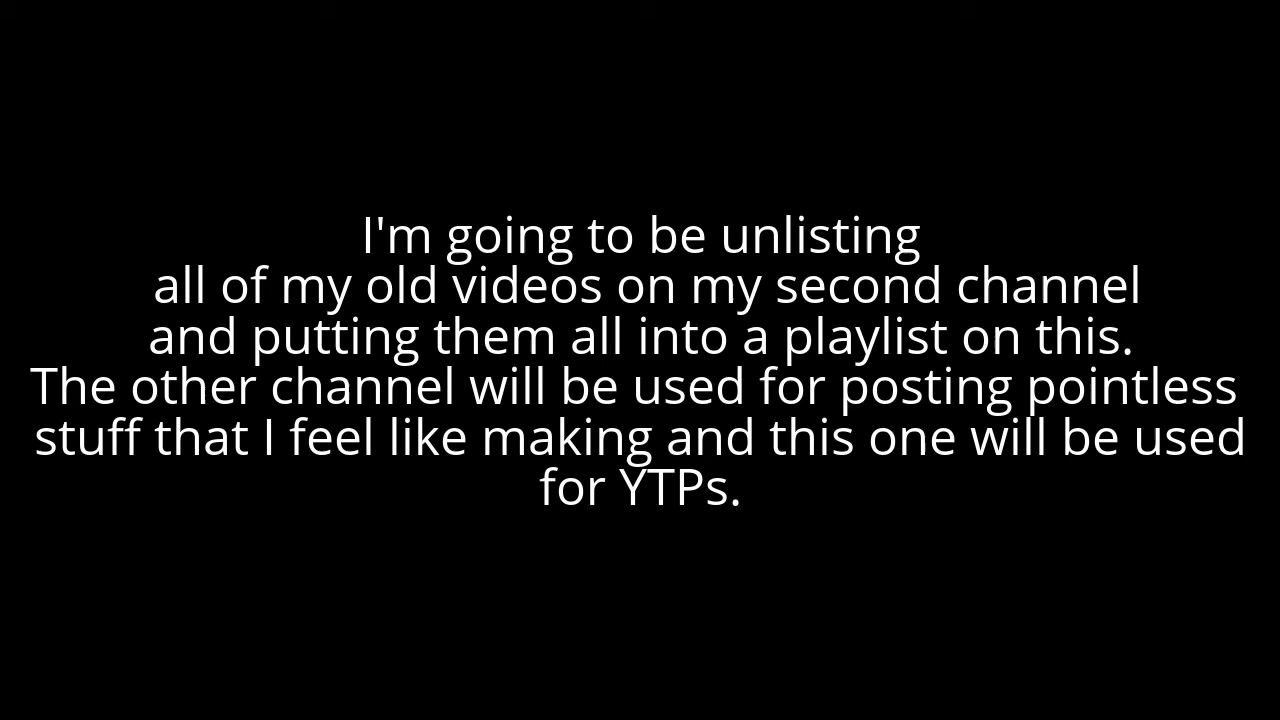 I'm going to be unlisting
all of my old videos on my second channel
and putting them all into a playlist on this.
The other channel will be used for posting pointless
stuff that I feel like making and this one will be used
for YTPs.